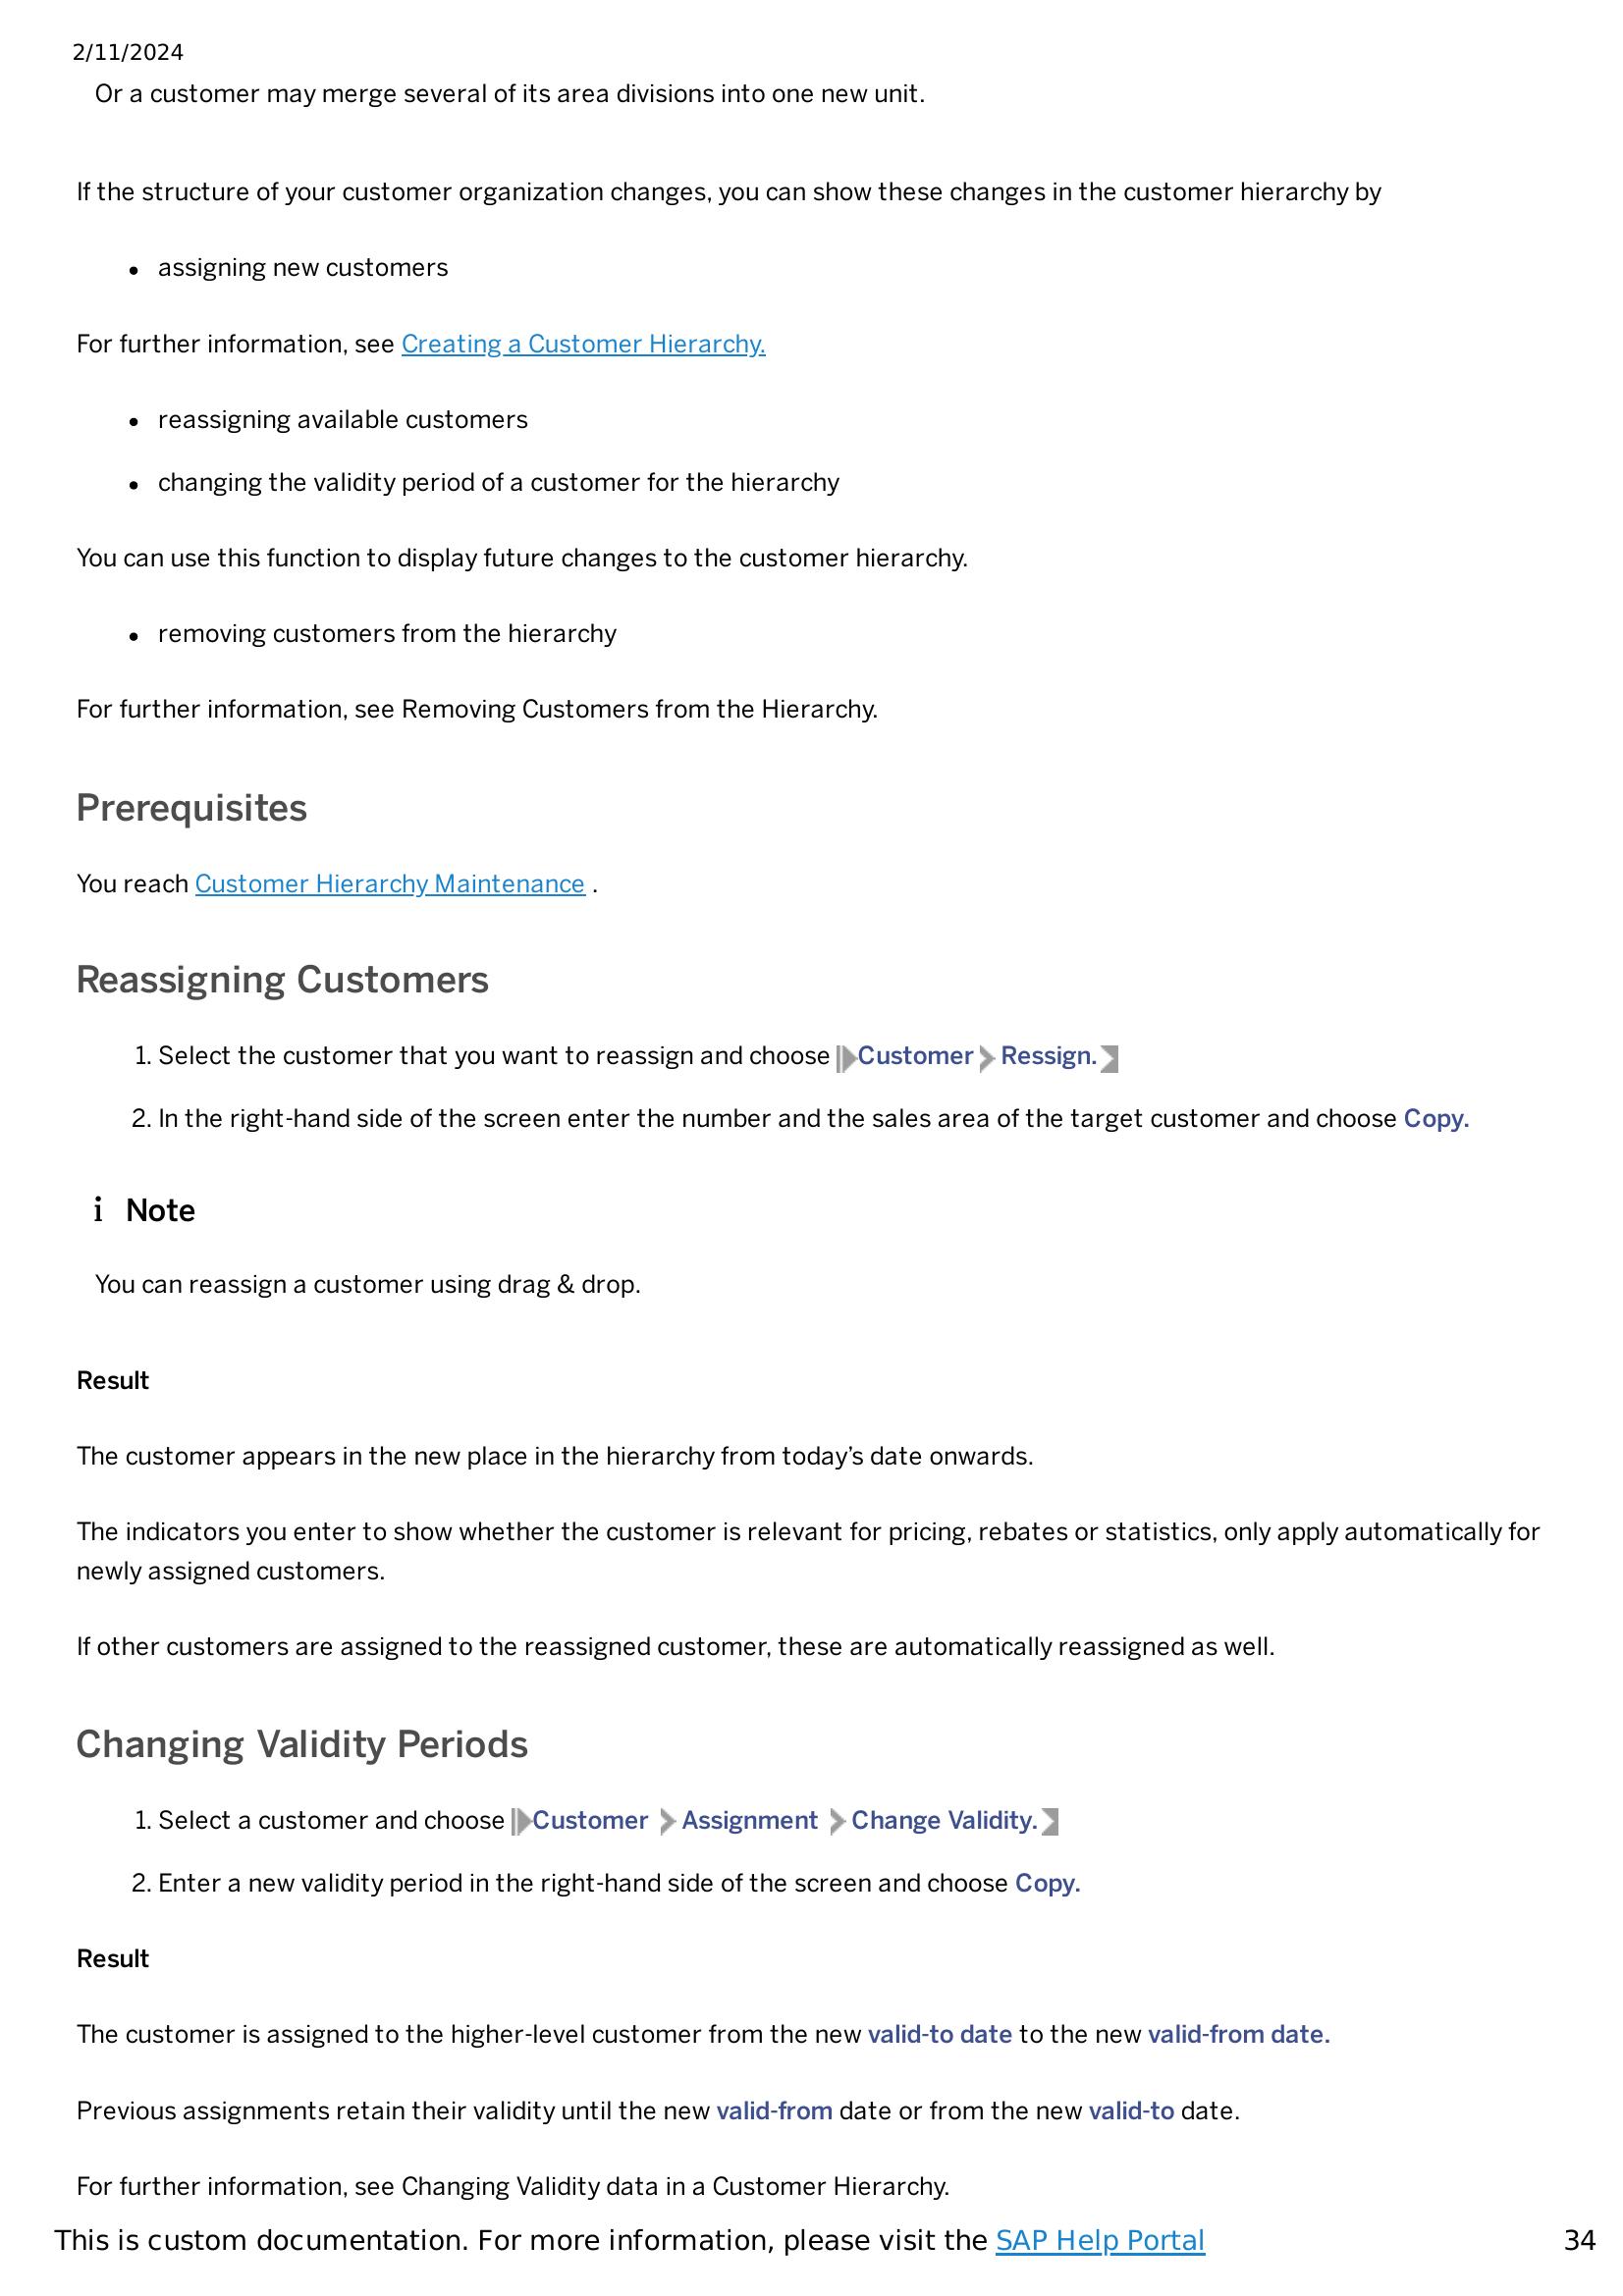 2/11/2024
Or a customer may merge several of its area divisions into one new unit.
If the structure of your customer organization changes, you can show these changes in the customer hierarchy by
• assigning new customers
For further information, see Creating a Customer Hierarchy.
• reassigning available customers
• changing the validity period of a customer for the hierarchy
You can use this function to display future changes to the customer hierarchy.
• removing customers from the hierarchy
For further information, see Removing Customers from the Hierarchy.
Prerequisites
You reach Customer Hierarchy Maintenance .
Reassigning Customers
1. Select the customer that you want to reassign and choose Customer Ressign.
2. In the right-hand side of the screen enter the number and the sales area of the target customer and choose Copy.
i Note
You can reassign a customer using drag & drop.
Result
The customer appears in the new place in the hierarchy from today’s date onwards.
The indicators you enter to show whether the customer is relevant for pricing, rebates or statistics, only apply automatically for
newly assigned customers.
If other customers are assigned to the reassigned customer, these are automatically reassigned as well.
Changing Validity Periods
1. Select a customer and choose Customer Assignment Change Validity.
2. Enter a new validity period in the right-hand side of the screen and choose Copy.
Result
The customer is assigned to the higher-level customer from the new valid-to date to the new valid-from date.
Previous assignments retain their validity until the new valid-from date or from the new valid-to date.
For further information, see Changing Validity data in a Customer Hierarchy.
This is custom documentation. For more information, please visit the SAP Help Portal 34